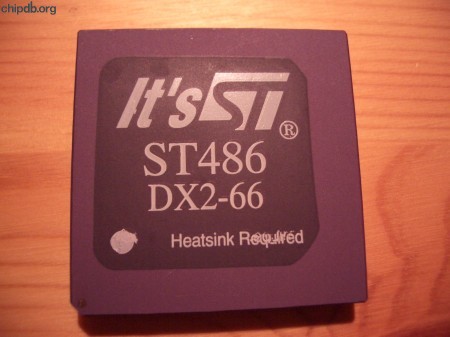 chipdb.org
It's ST®
ST486
DX2-66
Heatsink Required